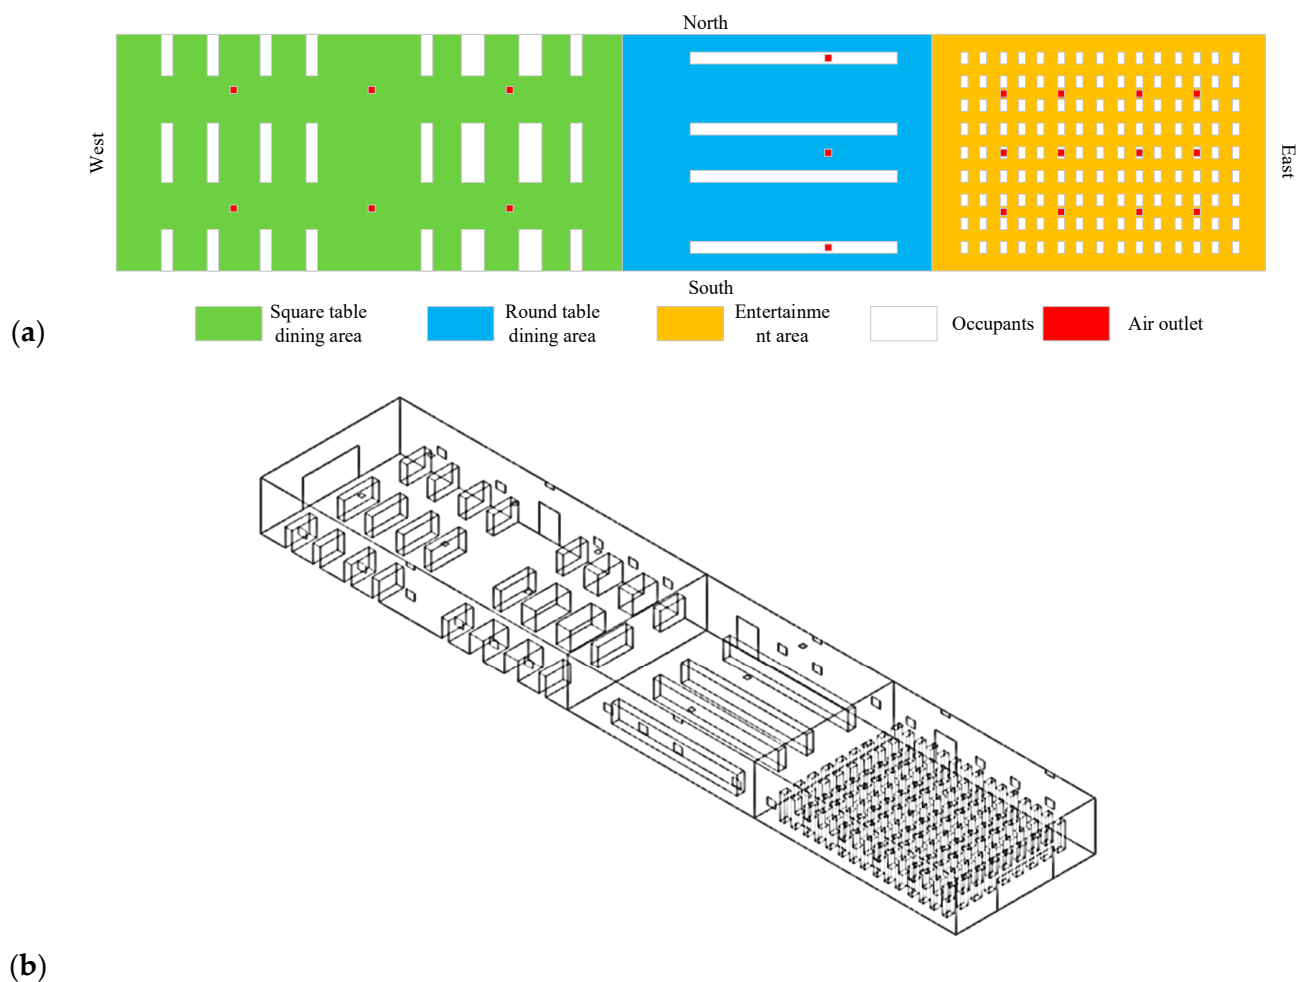 North
West
East
South
(a)
Square table
dining area
Round table
dining area
Entertainme
nt area
Occupants
Air outlet
(b)